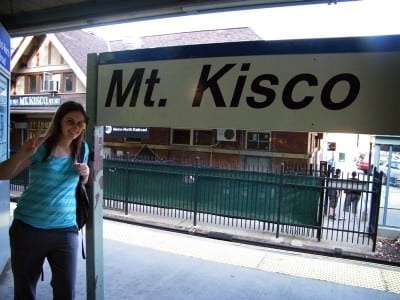 MT. KISCO
Mt. Kisco
Metro-North Railroad